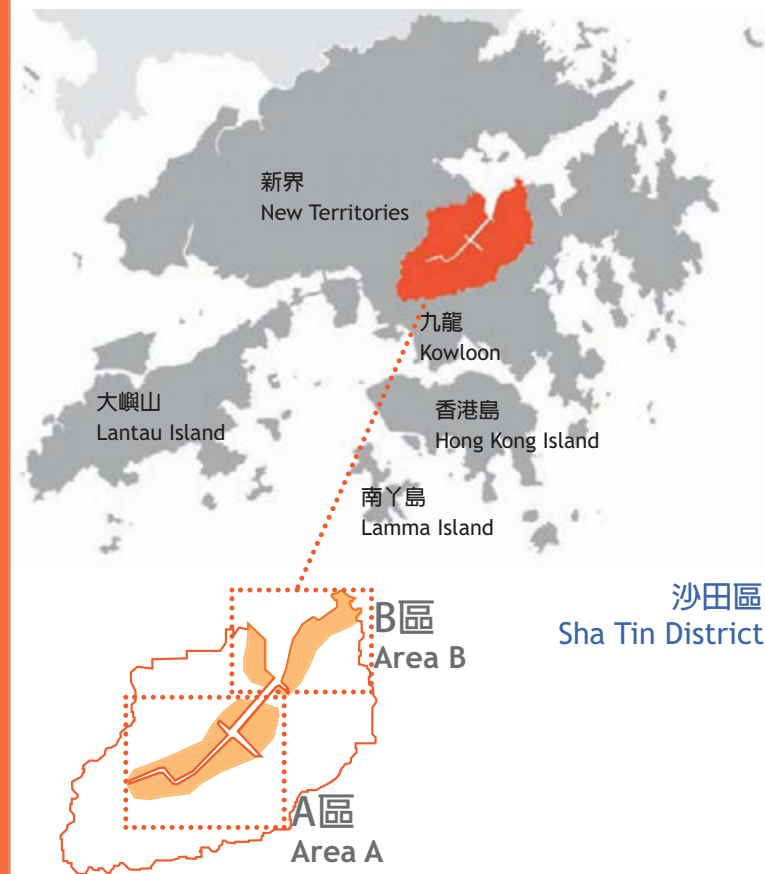 新界
New Territories
九龍
Kowloon
大嶼山
Lantau Island
香港島
Hong Kong Island
南丫島
Lamma Island
沙田區
Sha Tin District
B區
Area B
A區
Area A